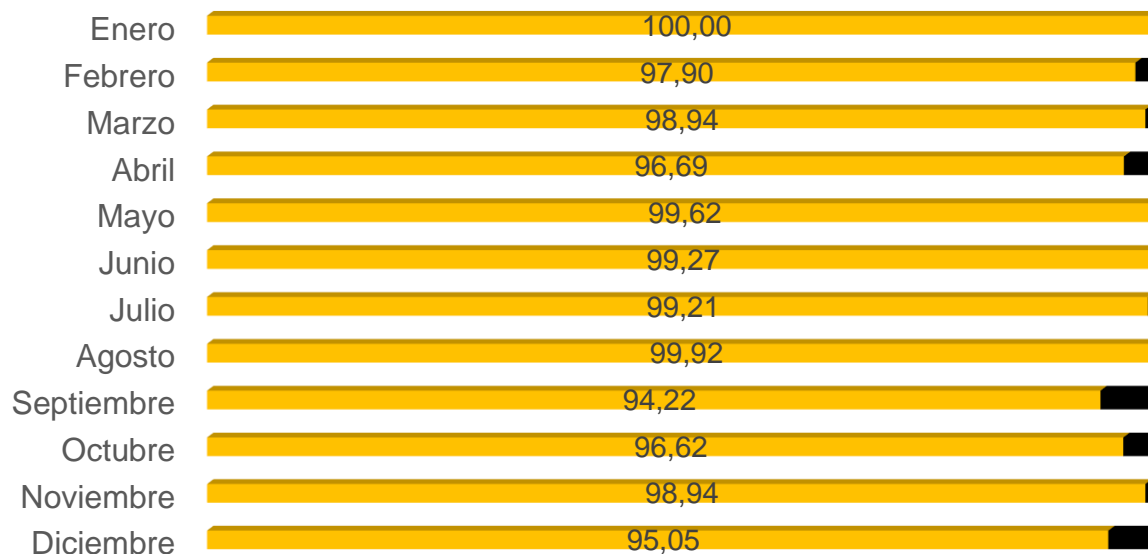 Enero 100,00
Febrero 97,90
Marzo 98,94
Abril 96,69
Mayo 99,62
Junio 99,27
Julio 99,21
Agosto 99,92
Septiembre 94,22
Octubre 96,62
Noviembre 98,94
Diciembre 95,05